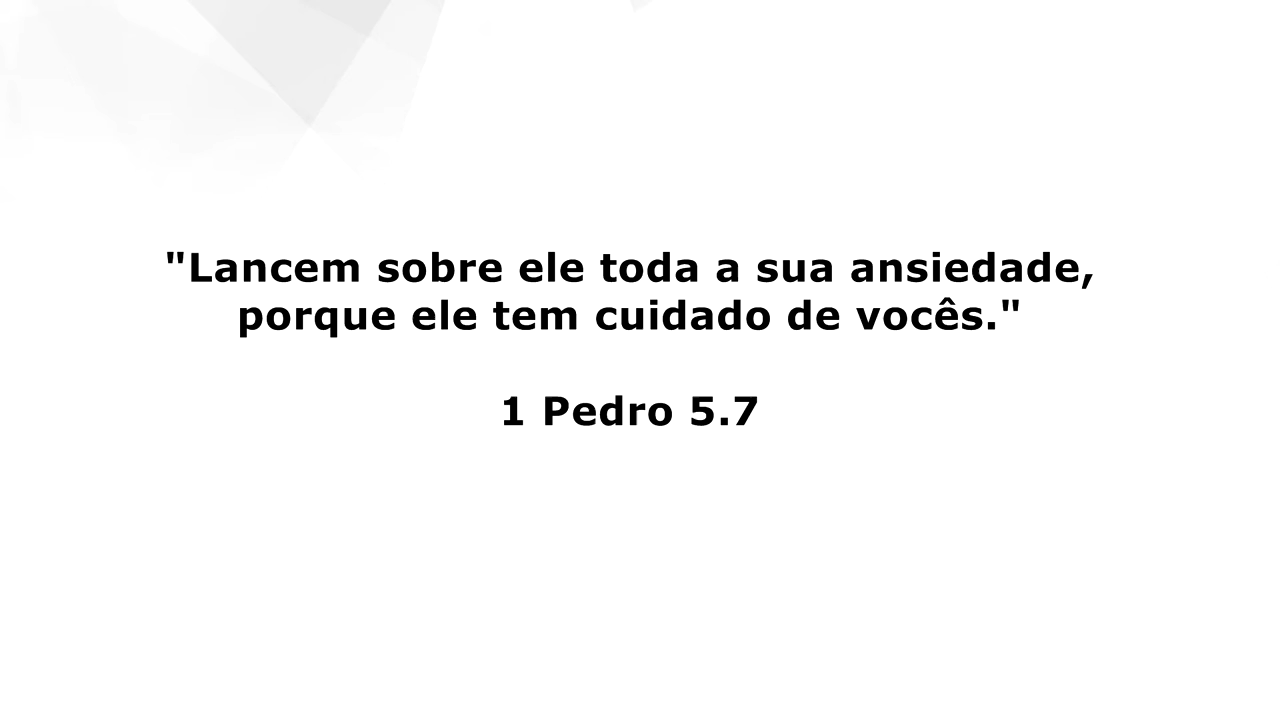 "Lancem sobre ele toda a sua ansiedade,
porque ele tem cuidado de vocês."
1 Pedro 5.7